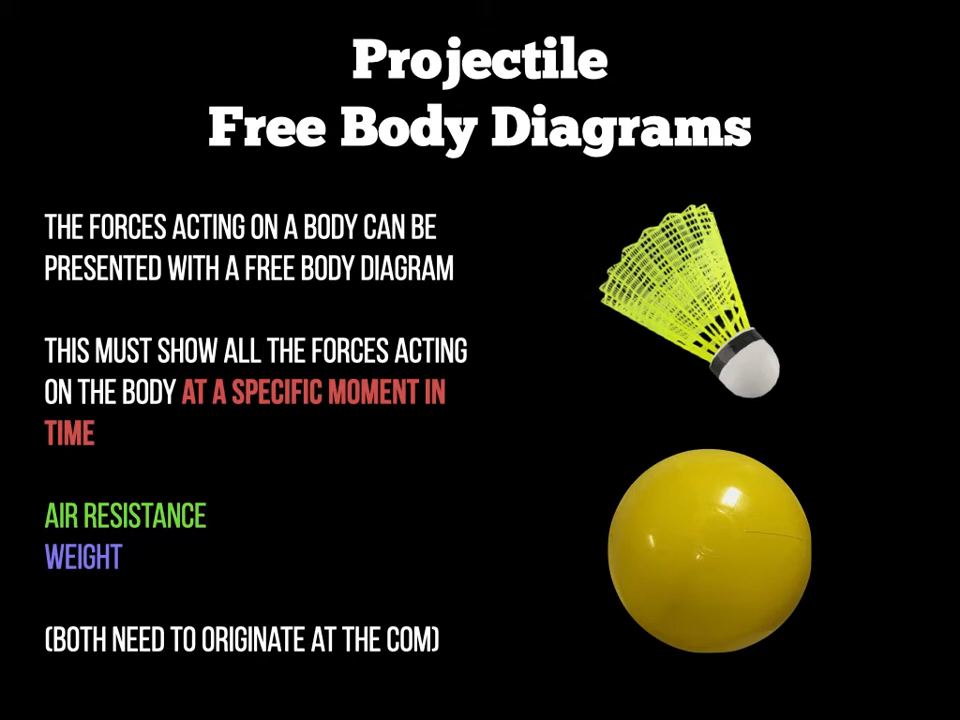 Projectile
Free Body Diagrams
THE FORCES ACTING ON A BODY CAN BE
PRESENTED WITH A FREE BODY DIAGRAM
THIS MUST SHOW ALL THE FORCES ACTING
ON THE BODY AT A SPECIFIC MOMENT IN
TIME
AIR RESISTANCE
WEIGHT
(BOTH NEED TO ORIGINATE AT THE COM)